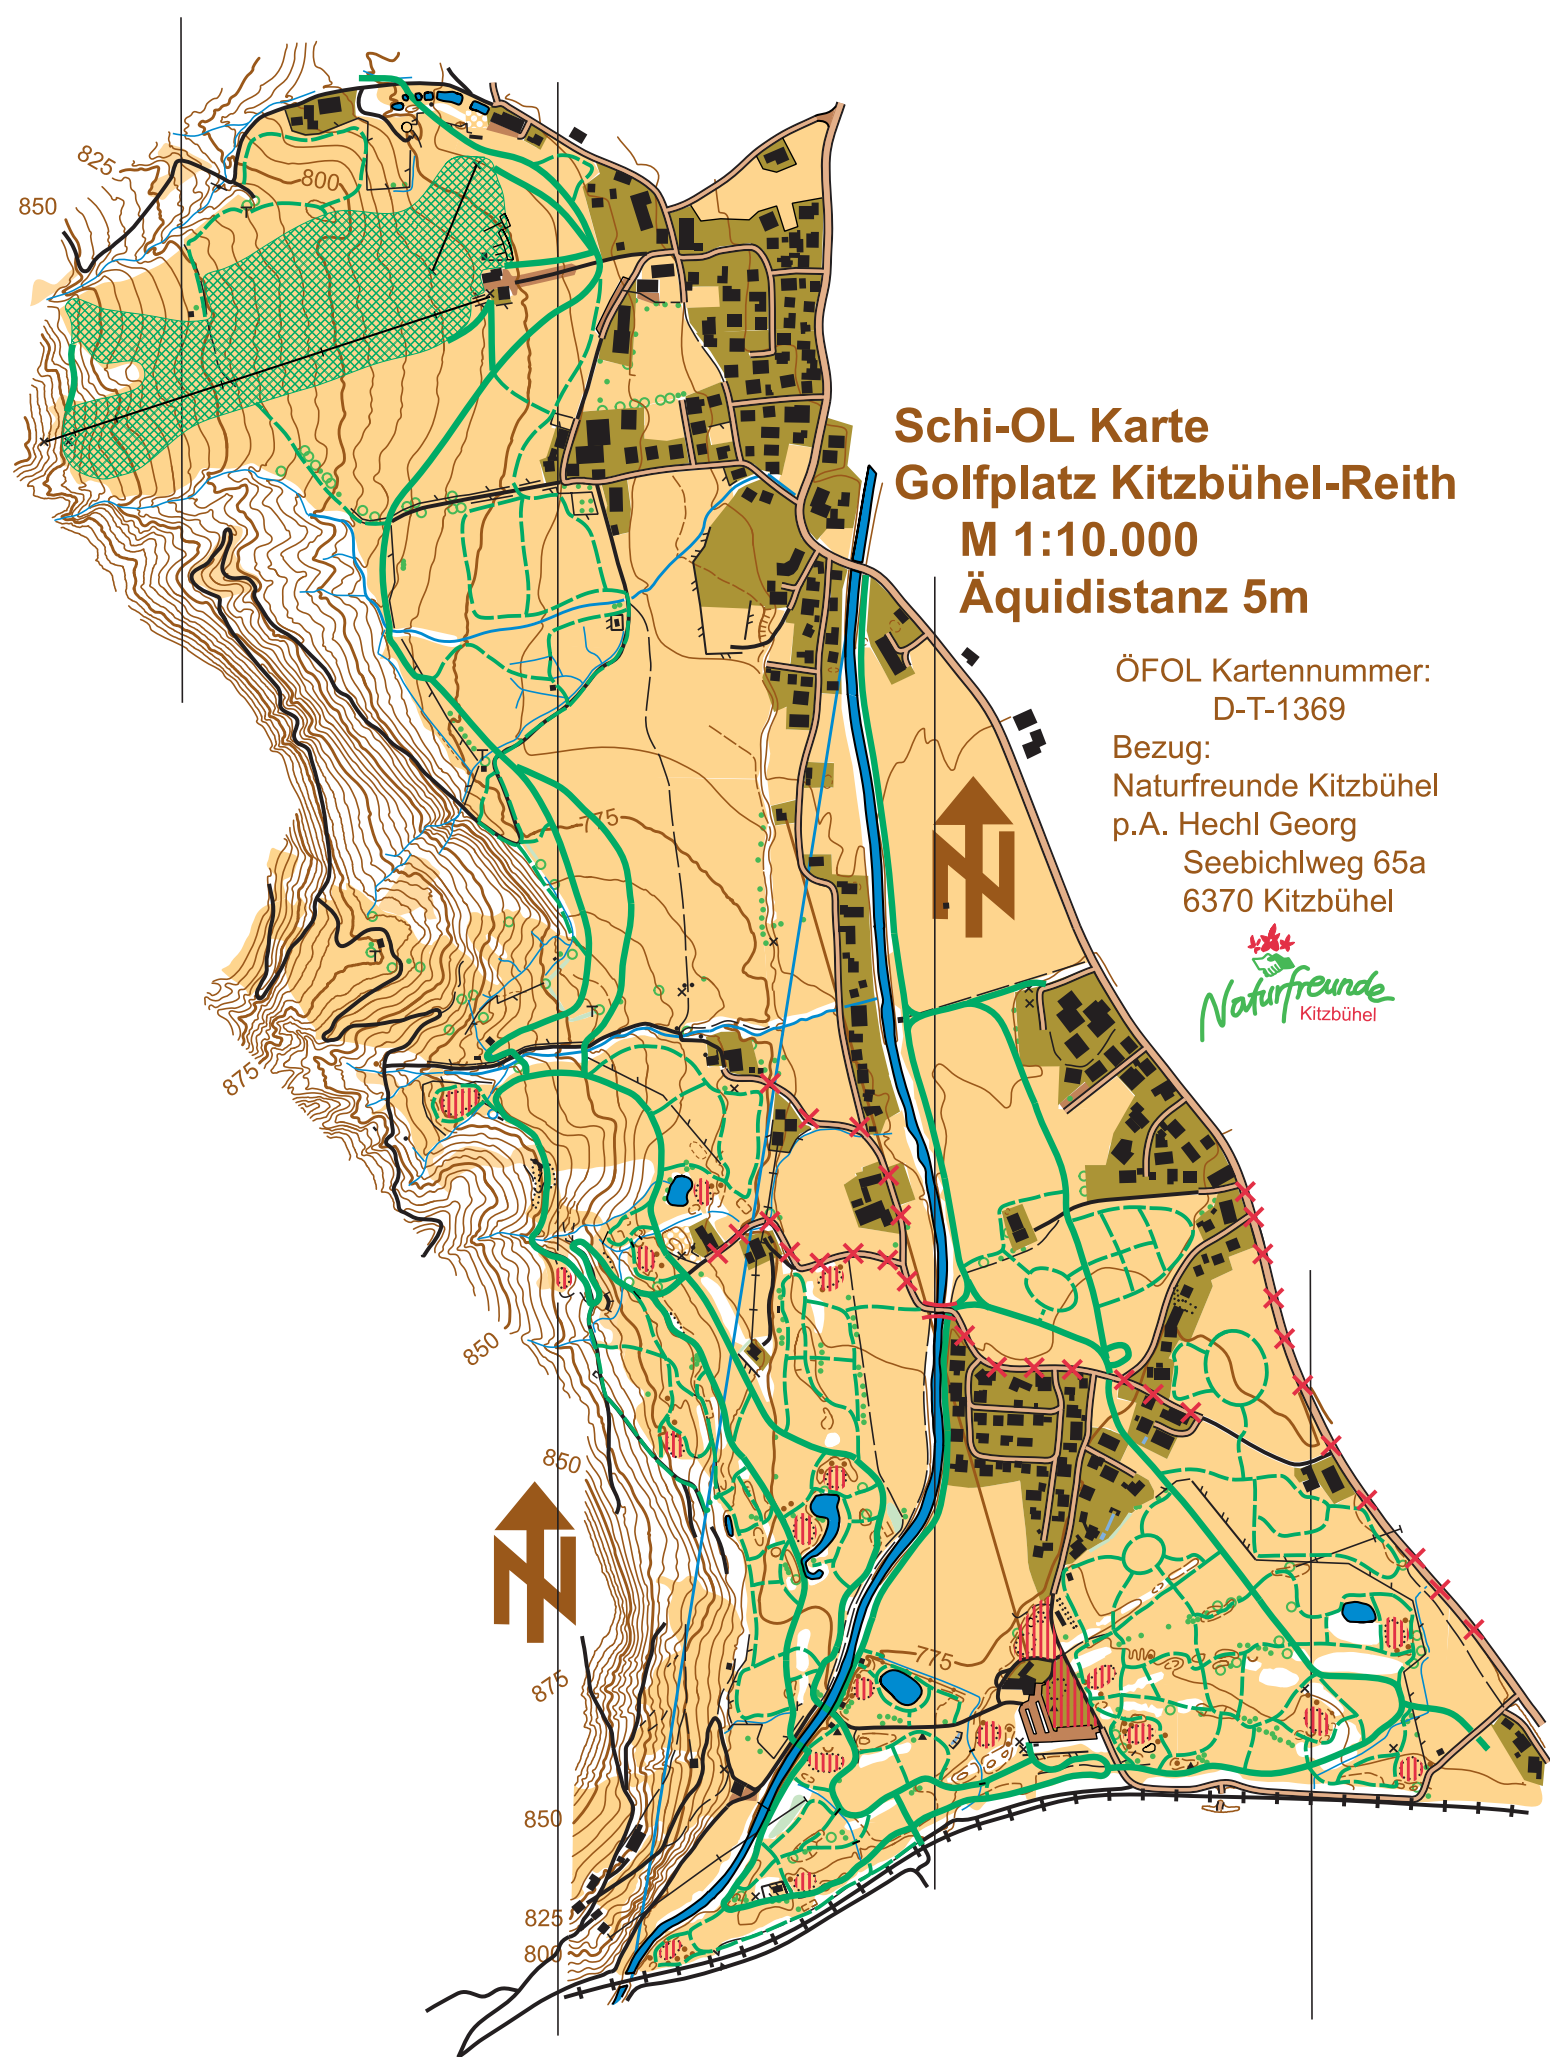 825
800
850
Schi-OL Karte
Golfplatz Kitzbühel-Reith
M 1:10.000
Äquidistanz 5m
ÖFOL Kartennummer:
D-T-1369
Bezug:
Naturfreunde Kitzbühel
p.A. Hechl Georg
Seebichlweg 65a
6370 Kitzbühel
Naturfreunde
Kitzbühel
775
875
850
850
N
N
775
875
850
825
800